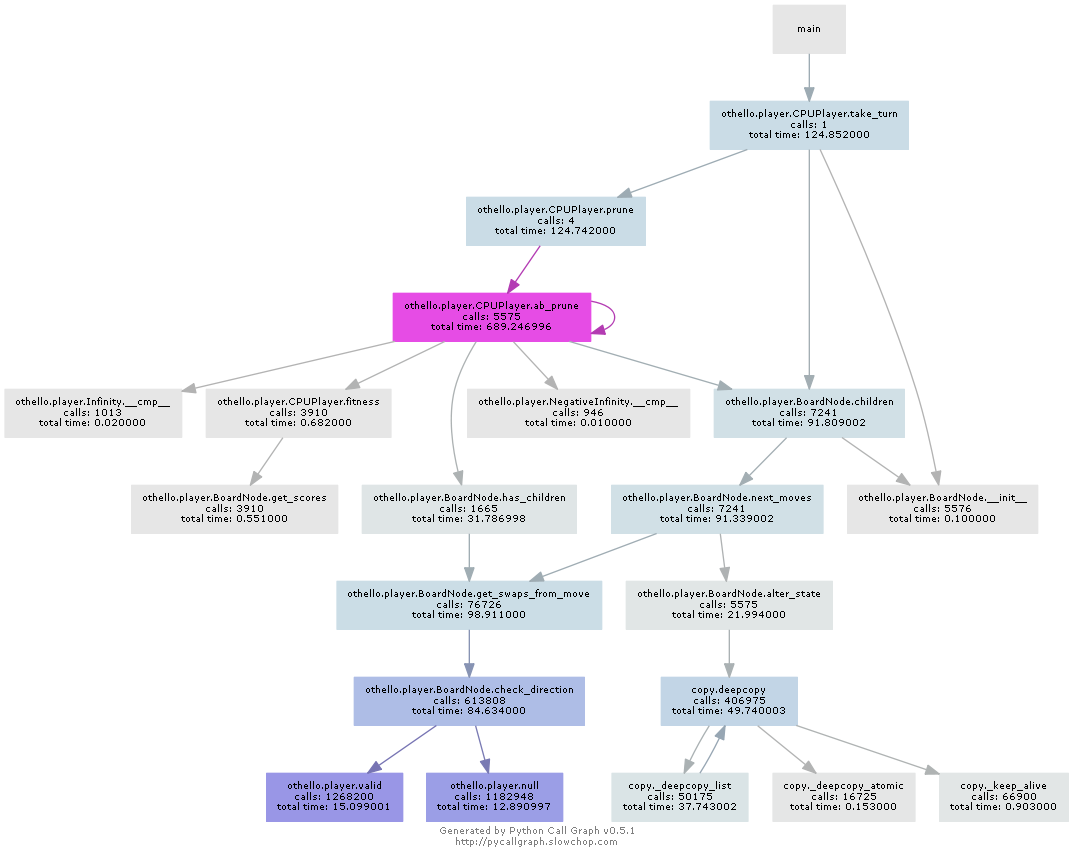 main
othello.player.CPUPlayer.take_turn
calls: 1
total time: 124.852000
othello.player.CPUPlayer.prune
calls: 4
total time: 124.742000
othello.player.CPUPlayer.ab_prune
calls: 5575
total time: 689.246996
othello.player.Infinity.__cmp__
calls: 1013
total time: 0.020000
othello.player.CPUPlayer.fitness
calls: 3910
total time: 0.682000
othello.player.NegativeInfinity.__cmp__
calls: 946
total time: 0.010000
othello.player.BoardNode.children
calls: 7241
total time: 91.809002
othello.player.BoardNode.get_scores
calls: 3910
total time: 0.551000
othello.player.BoardNode.has_children
calls: 1665
total time: 31.786998
othello.player.BoardNode.next_moves
calls: 7241
total time: 91.339002
othello.player.BoardNode.__init__
calls: 5576
total time: 0.100000
othello.player.BoardNode.get_swaps_from_move
calls: 76726
total time: 98.911000
othello.player.BoardNode.alter_state
calls: 5575
total time: 21.994000
othello.player.BoardNode.check_direction
calls: 613808
total time: 84.634000
copy.deepcopy
calls: 406975
total time: 49.740003
othello.player.valid
calls: 1268200
total time: 15.099001
othello.player.null
calls: 1182948
total time: 12.890997
copy._deepcopy_list
calls: 50175
total time: 37.743002
copy._deepcopy_atomic
calls: 16725
total time: 0.153000
copy._keep_alive
calls: 66900
total time: 0.903000
Generated by Python Call Graph v0.5.1
http://pycallgraph.slowchop.com